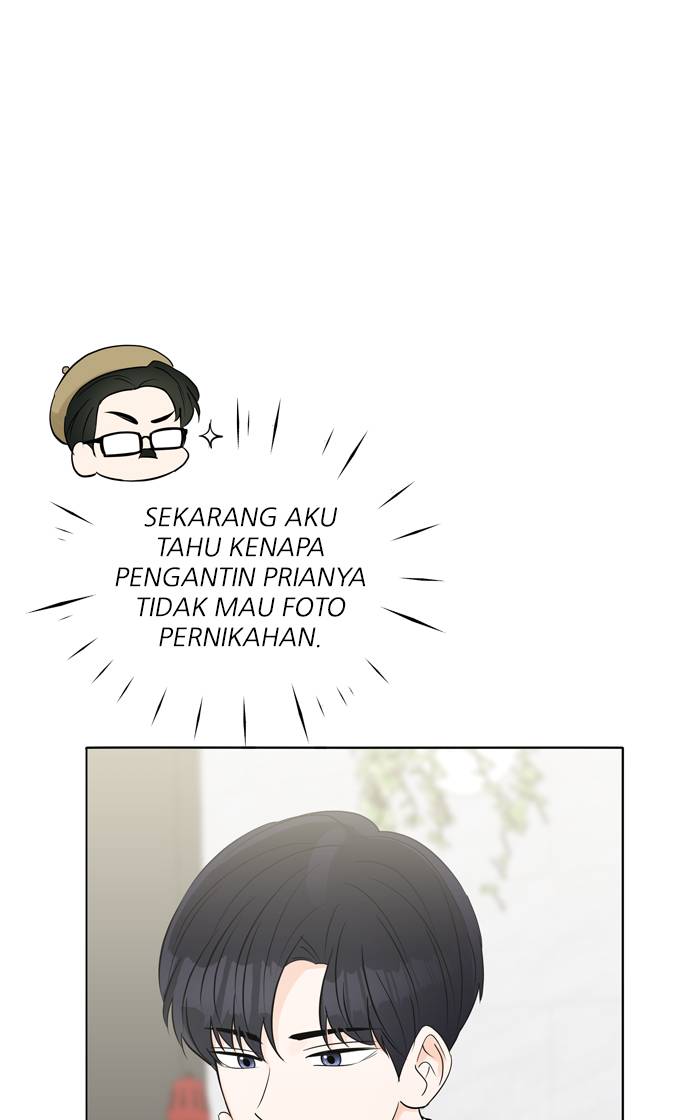 SEKARANG AKU
TAHU KENAPA
PENGANTIN PRIANYA
TIDAK MAU FOTO
PERNIKAHAN.